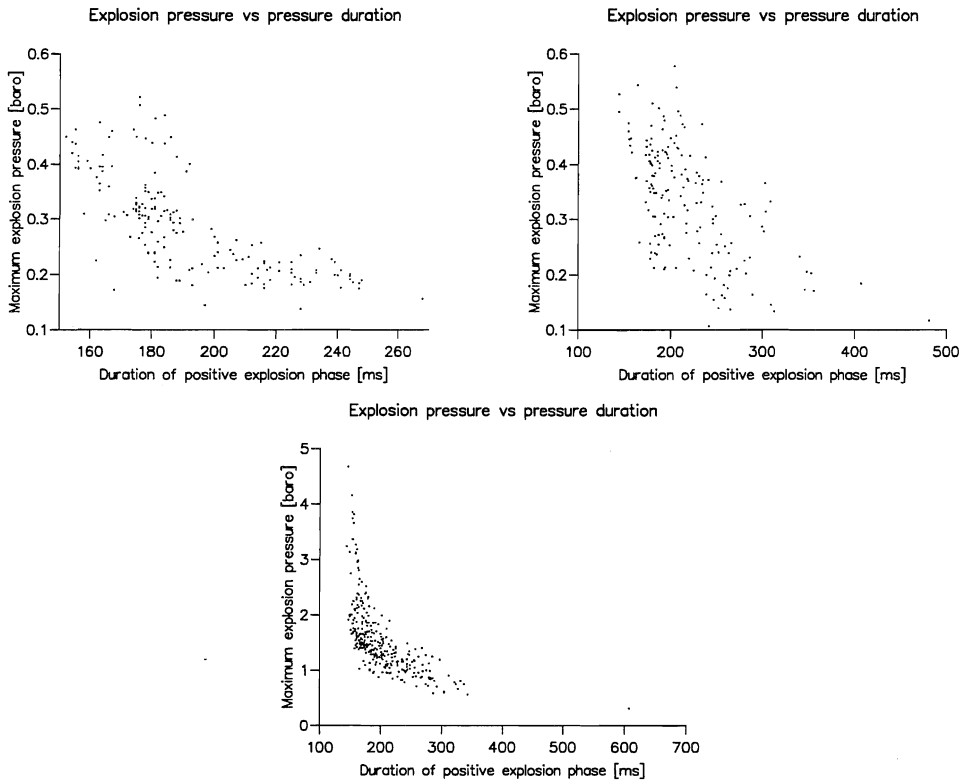 Explosion pressure vs pressure duration
Maximum explosion pressure [baro]
0.6
0.5
0.4
0.3
0.2
0.1
160 180 200 220 240 260
Duration of positive explosion phase [ms]
Explosion pressure vs pressure duration
Maximum explosion pressure [baro]
0.6
0.5
0.4
0.3
0.2
0.1
100 200 300 400 500
Duration of positive explosion phase [ms]
Explosion pressure vs pressure duration
Maximum explosion pressure [baro]
5
4
3
2
1
0
100 200 300 400 500 600 700
Duration of positive explosion phase [ms]